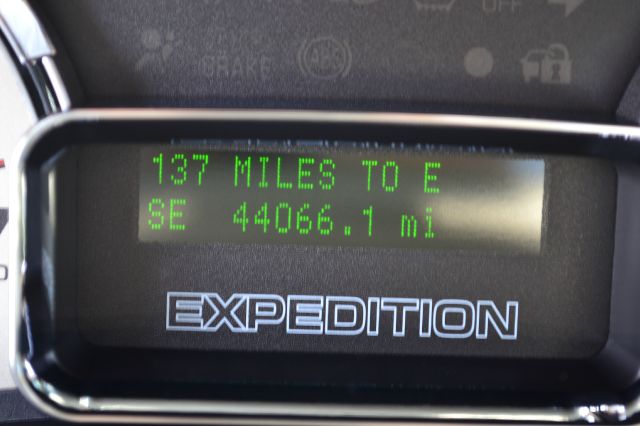 OFF
BRAKE
ABS
137 MILES TO E
SE 44066.1 mi
EXPEDITION